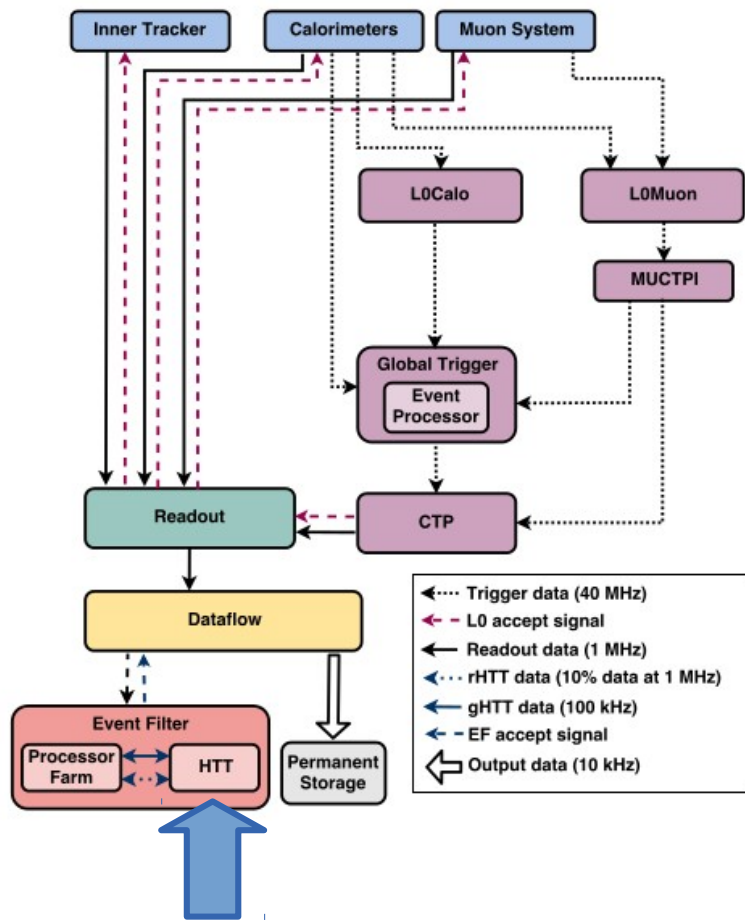 Inner Tracker
Calorimeters
Muon System
L0Calo
L0Muon
MUCTPI
Global Trigger
Event
Processor
Readout
CTP
Dataflow
Event Filter
Processor
Farm
HTT
Permanent
Storage
Trigger data (40 MHz)
L0 accept signal
Readout data (1 MHz)
rHTT data (10% data at 1 MHz)
gHTT data (100 kHz)
EF accept signal
Output data (10 kHz)